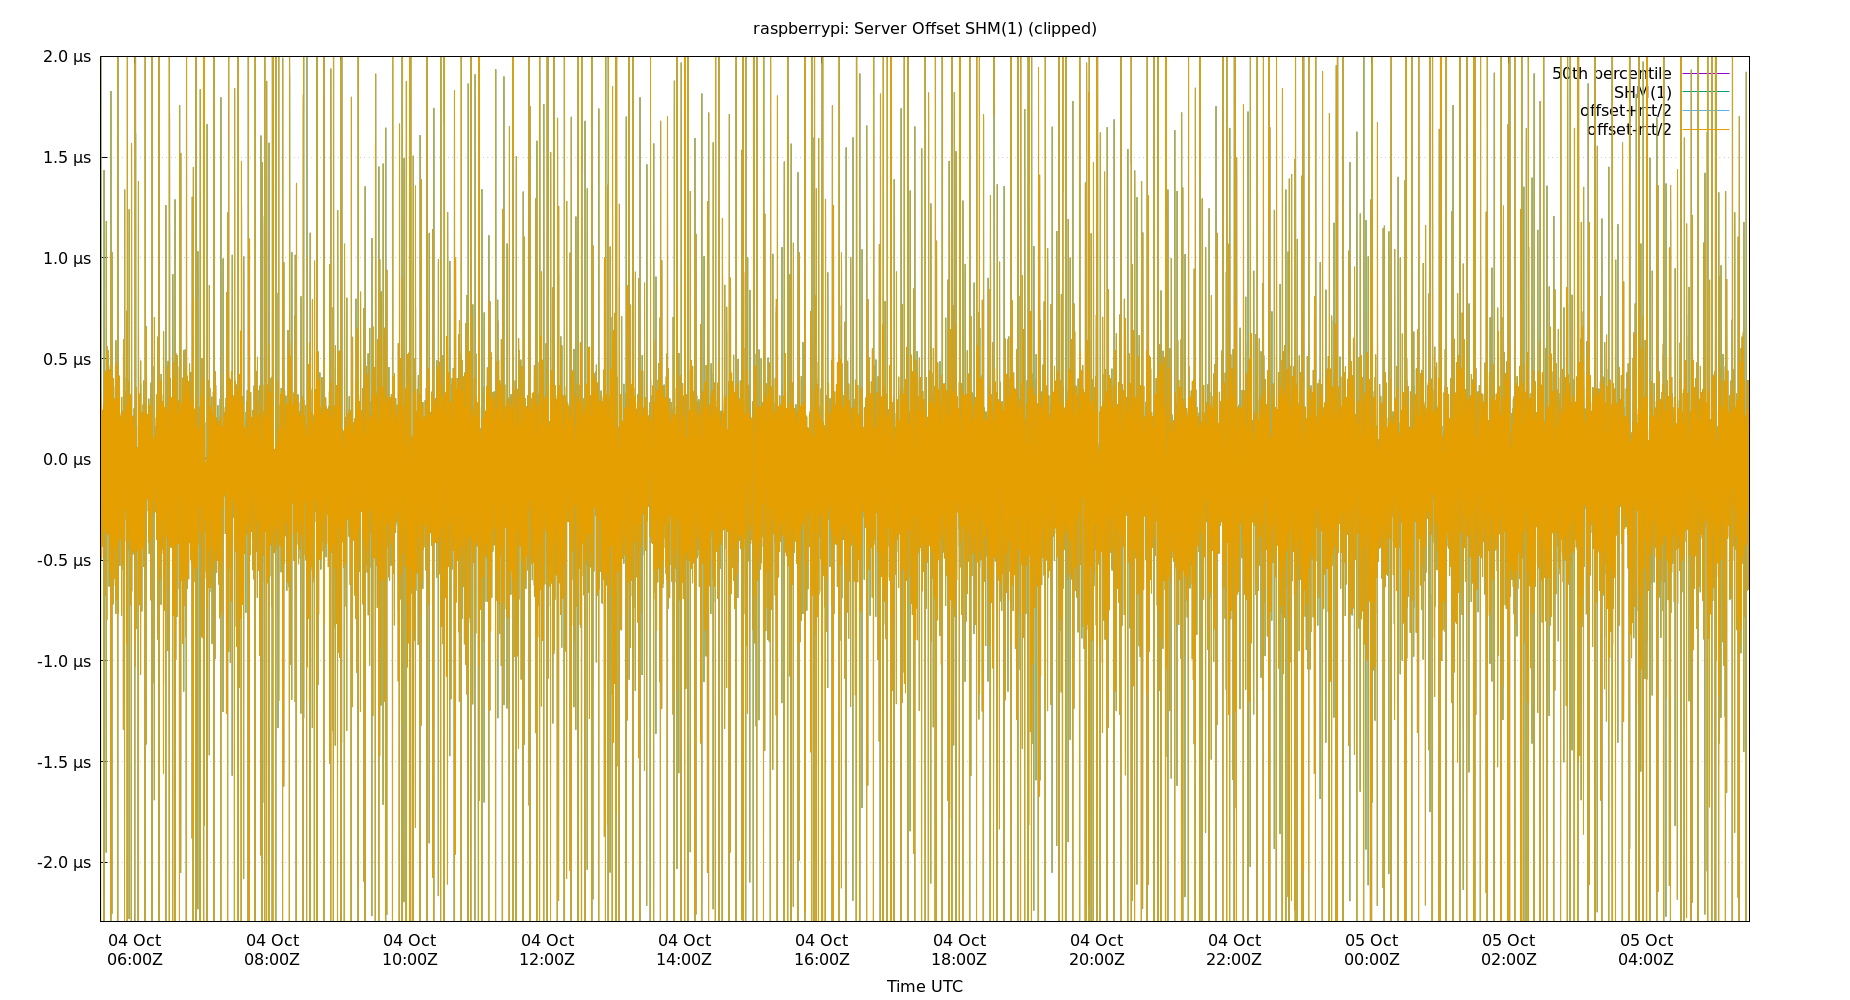 raspberrypi: Server Offset SHM(1) (clipped)
2.0 µs
1.5 µs
1.0 µs
0.5 µs
0.0 µs
-0.5 µs
-1.0 µs
-1.5 µs
-2.0 µs
50th percentile
SHM(1)
offset+rtt/2
offset-rtt/2
04 Oct 04 Oct 04 Oct 04 Oct 04 Oct 04 Oct 04 Oct 04 Oct 04 Oct 05 Oct 05 Oct 05 Oct
06:00Z 08:00Z 10:00Z 12:00Z 14:00Z 16:00Z 18:00Z 20:00Z 22:00Z 00:00Z 02:00Z 04:00Z
Time UTC